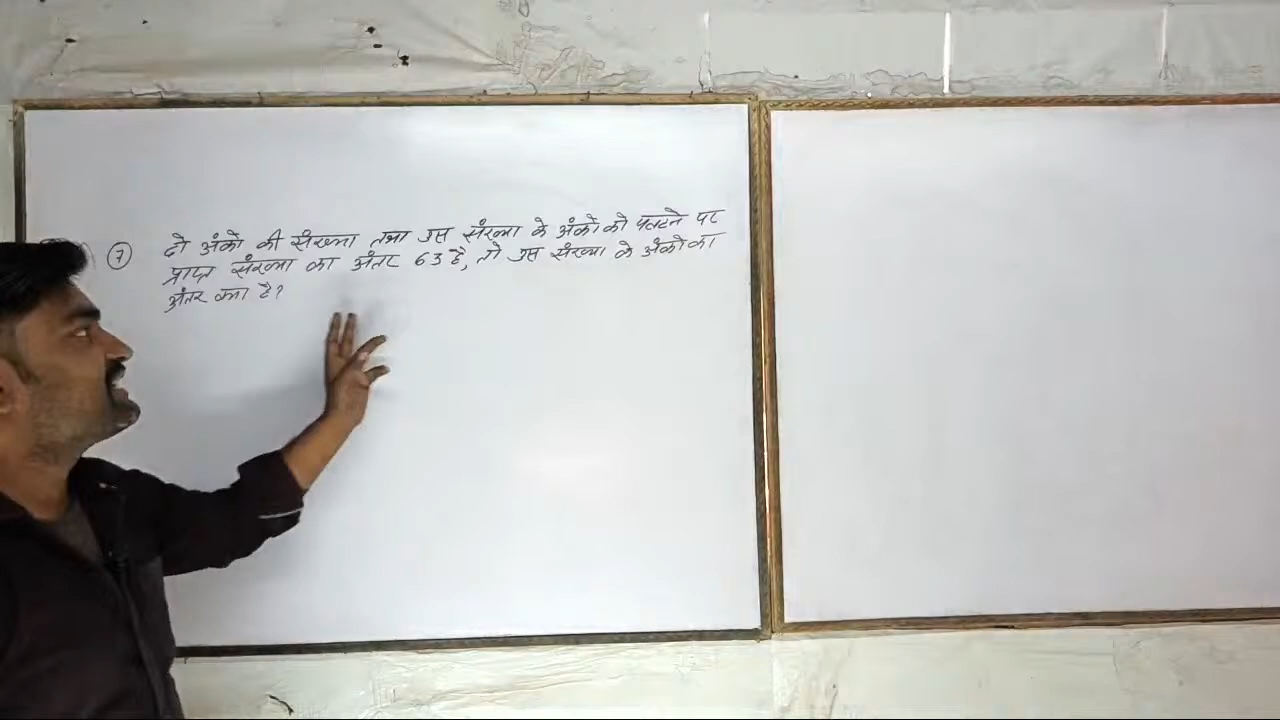 ⑦ दो अंकों की संख्या तथा उस संख्या के अंकों को पलटने पर
प्राप्त संख्या का अंतर 63 है, तो उस संख्या के अंकों का
अंतर क्या है?